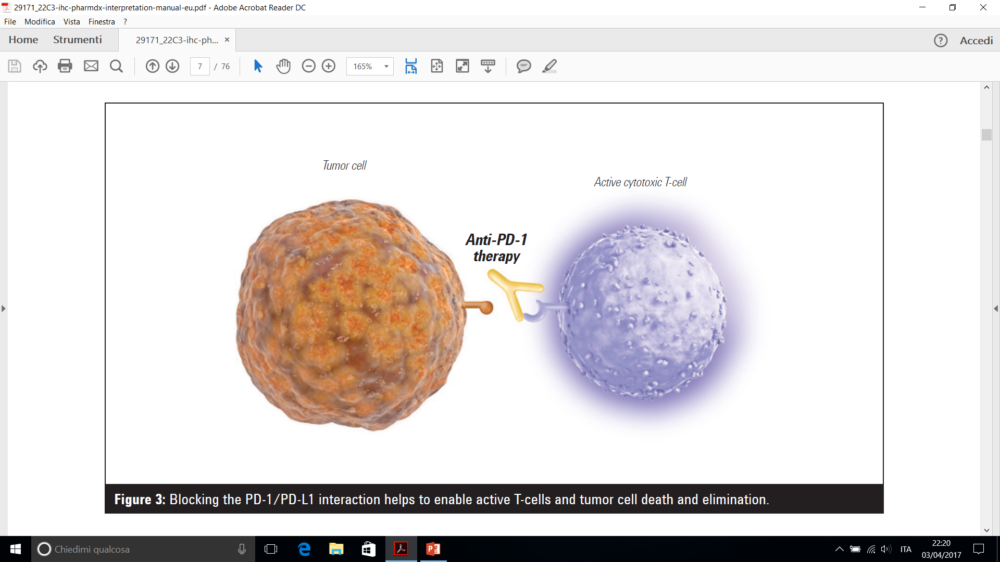 29171_22C3-ihc-pharmdx-interpretation-manual-eu.pdf - Adobe Acrobat Reader DC
File Modifica Vista Finestra ?
Home Strumenti 29171_22C3-ihc-ph... × ? Accedi
7 / 76 165%
Tumor cell
Active cytotoxic T-cell
Anti-PD-1
therapy
Figure 3: Blocking the PD-1/PD-L1 interaction helps to enable active T-cells and tumor cell death and elimination.
Chiedimi qualcosa
ITA
22:20
03/04/2017